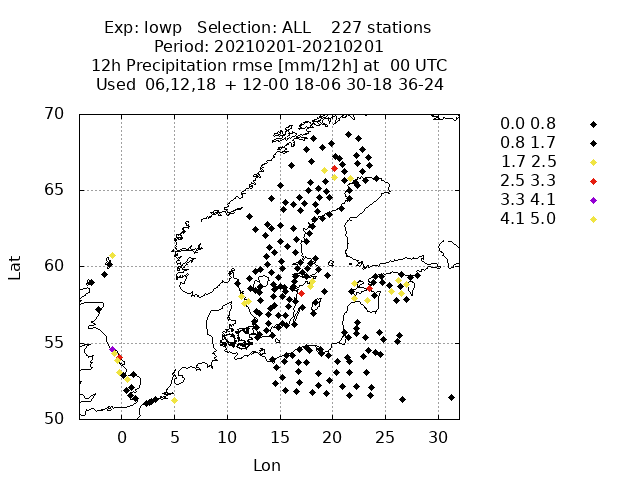 Exp: lowp   Selection: ALL    227 stations
Period: 20210201-20210201
12h Precipitation rmse [mm/12h] at  00 UTC
Used  06,12,18  + 12-00 18-06 30-18 36-24
0.0 0.8
0.8 1.7
1.7 2.5
2.5 3.3
3.3 4.1
4.1 5.0
70
65
60
55
50
Lat
0 5 10 15 20 25 30
Lon